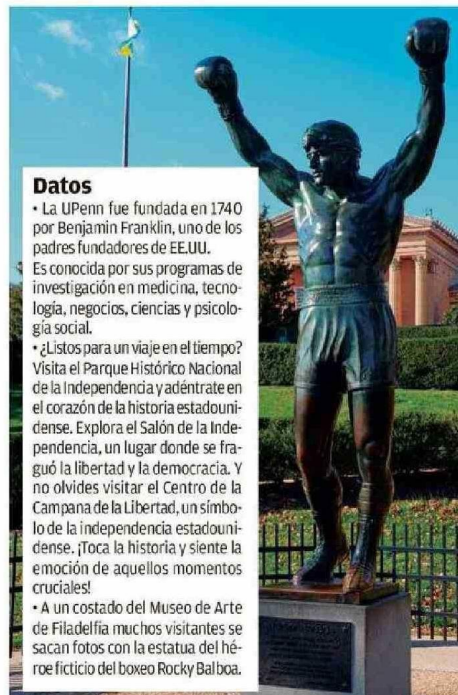 Datos
• La UPenn fue fundada en 1740
por Benjamin Franklin, uno de los
padres fundadores de EE.UU.
Es conocida por sus programas de
investigación en medicina, tecno-
logía, negocios, ciencias y psicolo-
gía social.
• ¿Listos para un viaje en el tiempo?
Visita el Parque Histórico Nacional
de la Independencia y adéntrate en
el corazón de la historia estadouni-
dense. Explora el Salón de la Inde-
pendencia, un lugar donde se fra-
guó la libertad y la democracia. Y
no olvides visitar el Centro de la
Campana de la Libertad, un símbo-
lo de la independencia estadouni-
dense. ¡Toca la historia y siente la
emoción de aquellos momentos
cruciales!
• A un costado del Museo de Arte
de Filadelfia muchos visitantes se
sacan fotos con la estatua del hé-
roe ficticio del boxeo Rocky Balboa.